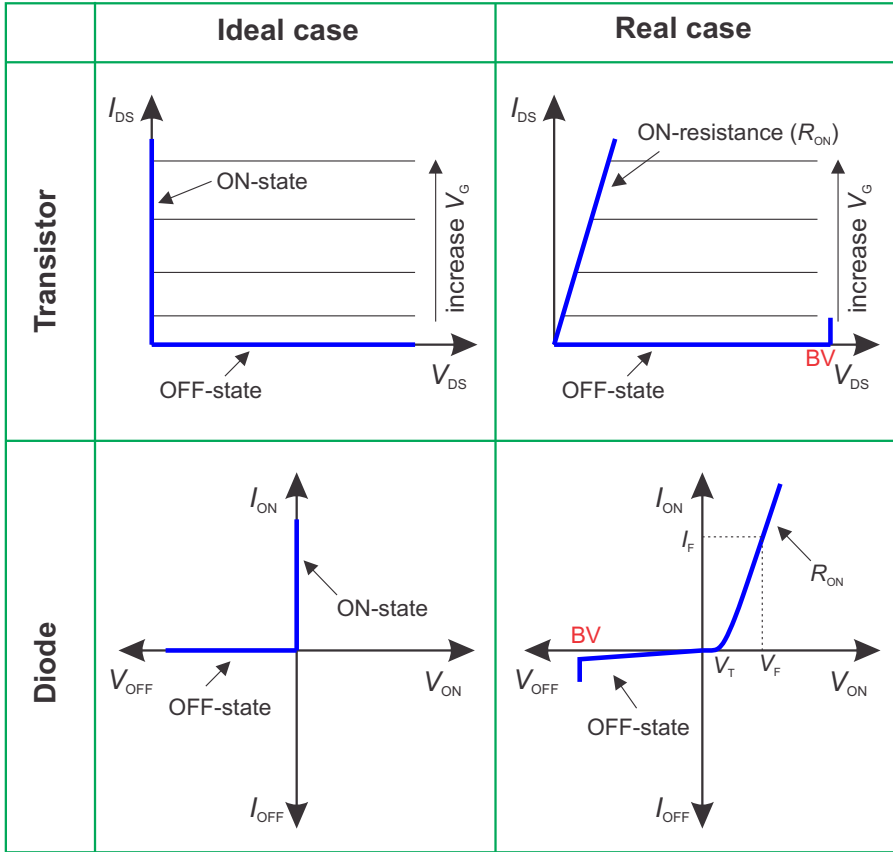 Ideal case
Real case
Transistor
I_DS
ON-state
increase V_G
OFF-state
V_DS
I_DS
ON-resistance (R_ON)
increase V_G
BV
OFF-state
V_DS
Diode
I_ON
ON-state
V_OFF
V_ON
OFF-state
I_OFF
I_ON
I_F
R_ON
BV
V_OFF
V_T
V_F
V_ON
OFF-state
I_OFF